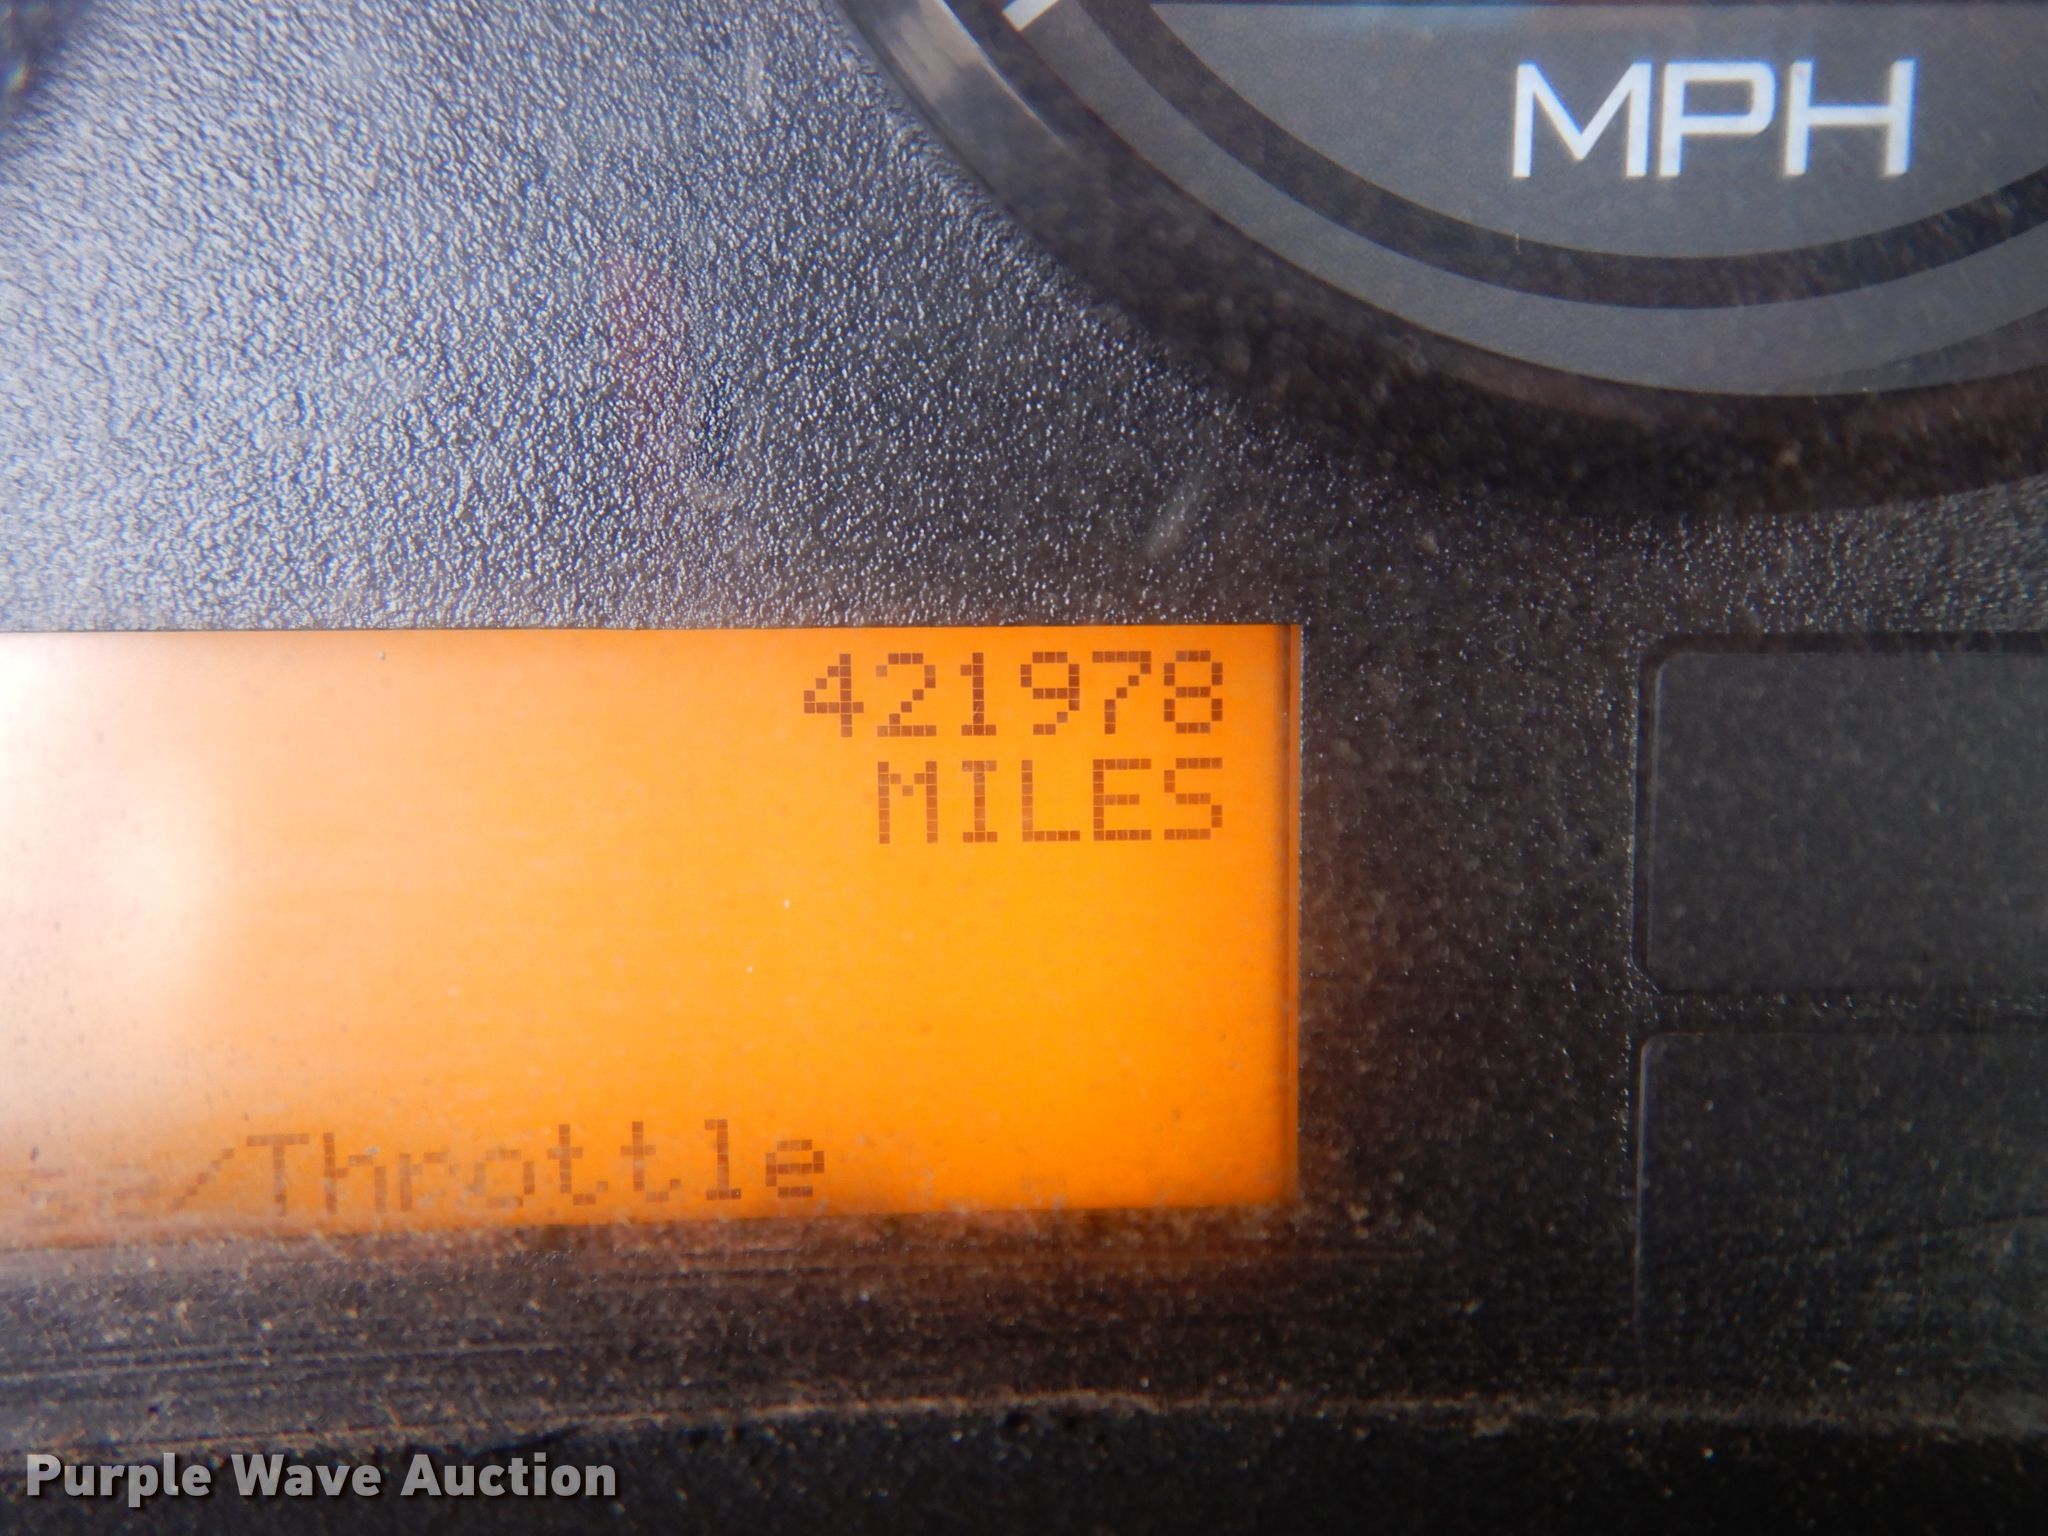 MPH
421978
MILES
/Throttle
Purple Wave Auction